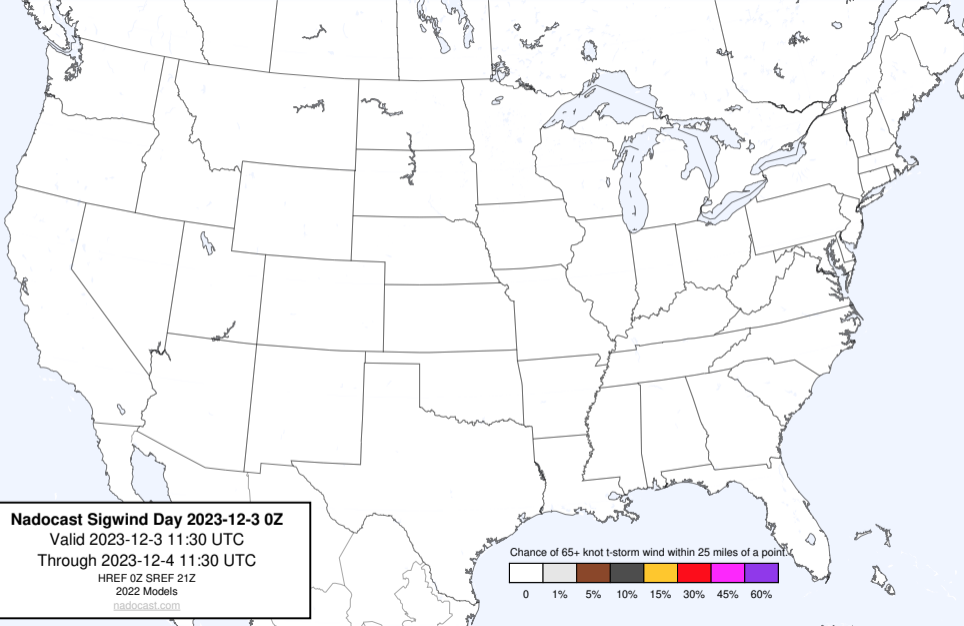 Nadocast Sigwind Day 2023-12-3 0Z
Valid 2023-12-3 11:30 UTC
Through 2023-12-4 11:30 UTC
HREF 0Z SREF 21Z
2022 Models
nadocast.com
Chance of 65+ knot t-storm wind within 25 miles of a point.
0 1% 5% 10% 15% 30% 45% 60%